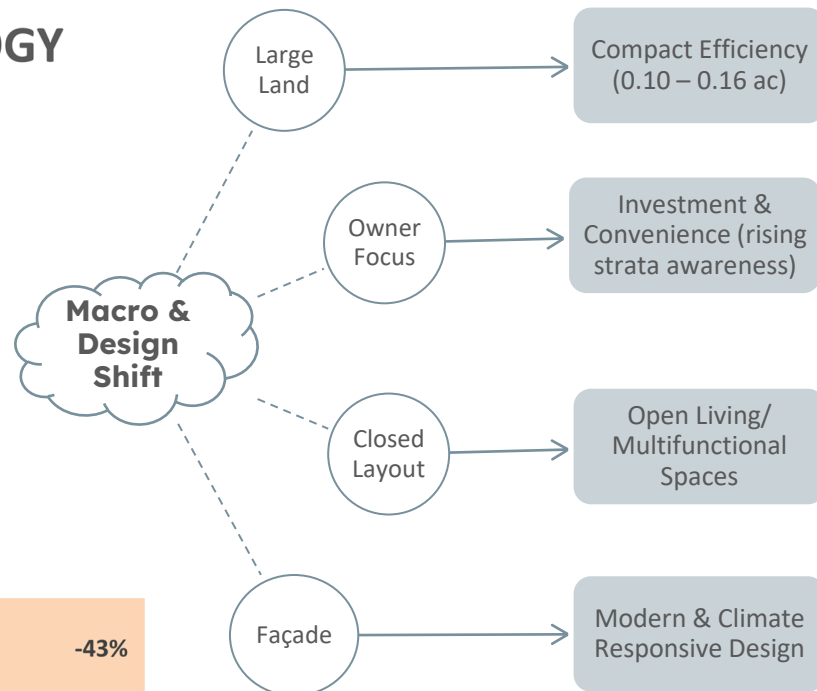 OGY
Large
Land
Compact Efficiency
(0.10 – 0.16 ac)
Owner
Focus
Investment &
Convenience (rising
strata awareness)
Macro &
Design
Shift
Closed
Layout
Open Living/
Multifunctional
Spaces
Façade
Modern & Climate
Responsive Design
-43%